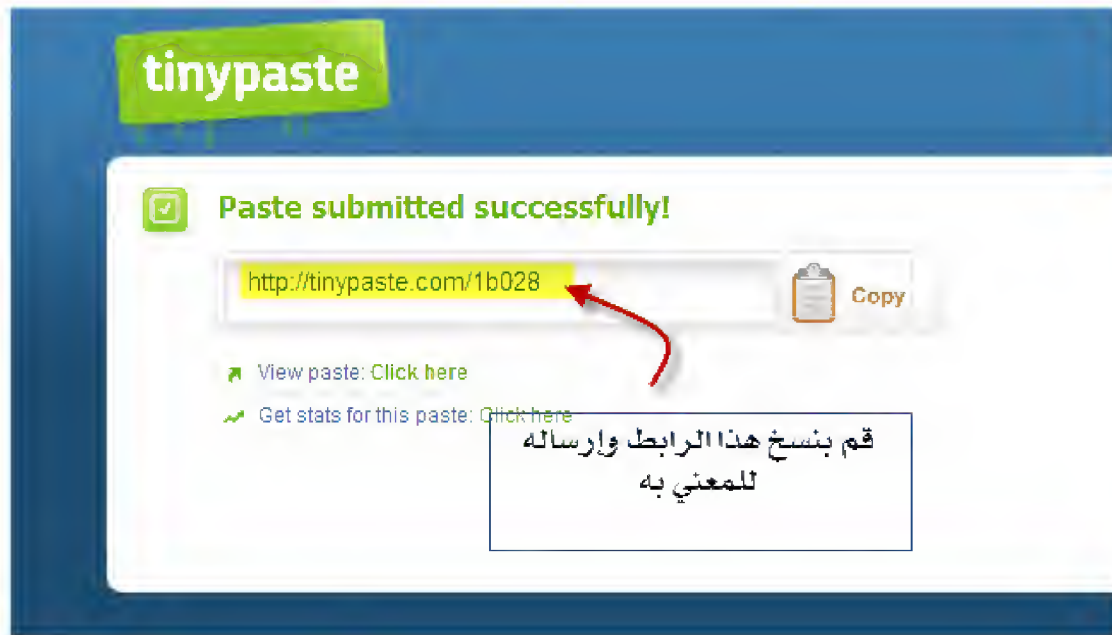 tinypaste
Paste submitted successfully!
http://tinypaste.com/1b028
Copy
View paste: Click here
Get stats for this paste: Click here
قم بنسخ هذا الرابط وإرساله
للمعني به